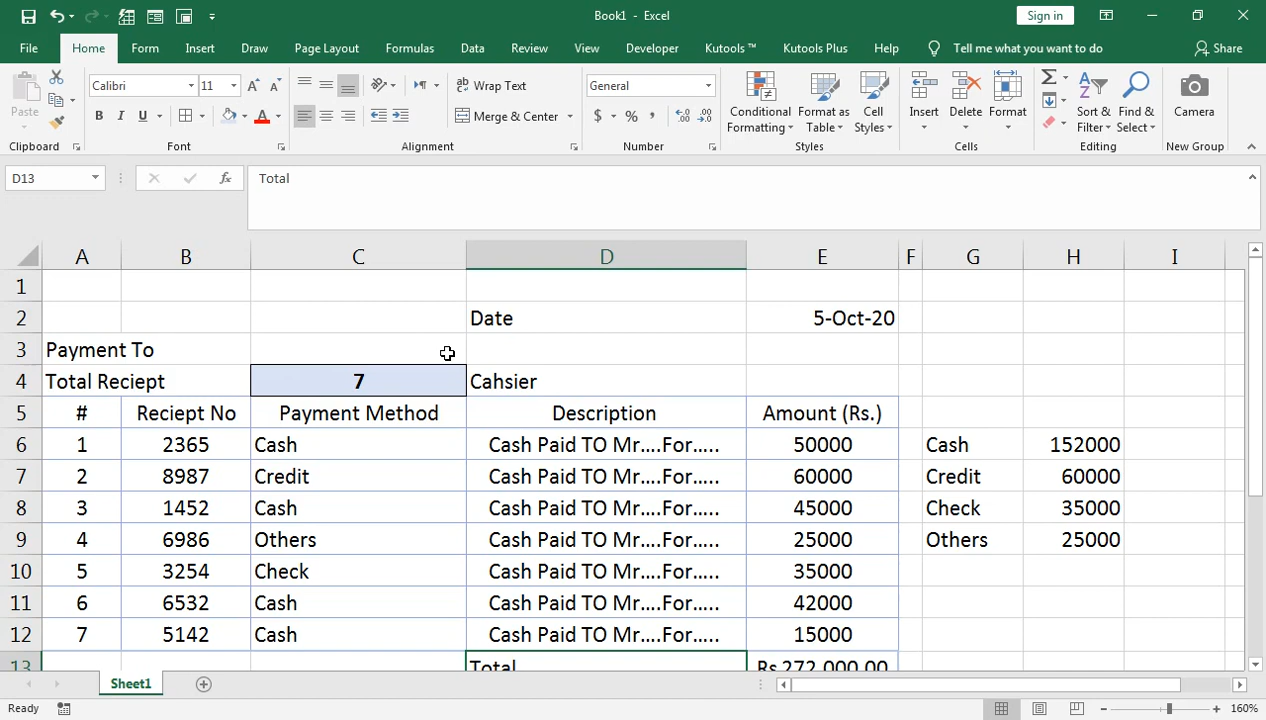 Book1 - Excel
Sign in
File Home Form Insert Draw Page Layout Formulas Data Review View Developer Kutools ™ Kutools Plus Help Tell me what you want to do Share
Paste Calibri 11 B I U A Wrap Text Merge & Center General $ % , Conditional Formatting Format as Table Cell Styles Insert Delete Format Sort & Filter Find & Select Camera
Clipboard Font Alignment Number Styles Cells Editing New Group
D13 fx Total
A B C D E F G H I
1
2 Date 5-Oct-20
3 Payment To
4 Total Reciept 7 Cahsier
5 # Reciept No Payment Method Description Amount (Rs.)
6 1 2365 Cash Cash Paid TO Mr....For..... 50000 Cash 152000
7 2 8987 Credit Cash Paid TO Mr....For..... 60000 Credit 60000
8 3 1452 Cash Cash Paid TO Mr....For..... 45000 Check 35000
9 4 6986 Others Cash Paid TO Mr....For..... 25000 Others 25000
10 5 3254 Check Cash Paid TO Mr....For..... 35000
11 6 6532 Cash Cash Paid TO Mr....For..... 42000
12 7 5142 Cash Cash Paid TO Mr....For..... 15000
13 Total Rs.272,000.00
Sheet1
Ready 160%